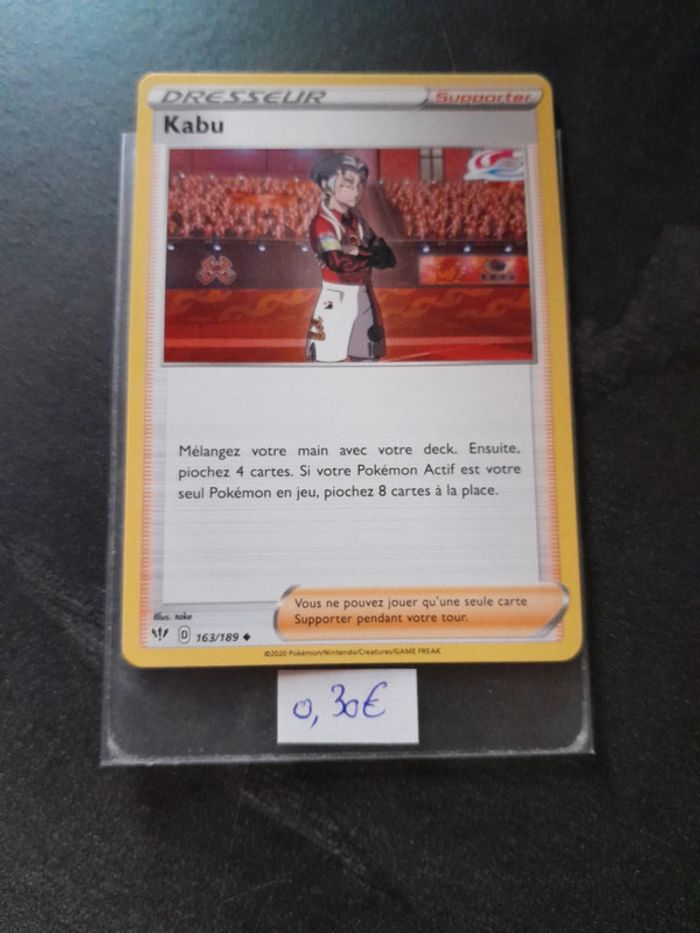 DRESSEUR Supporter
Kabu
Mélangez votre main avec votre deck. Ensuite,
piochez 4 cartes. Si votre Pokémon Actif est votre
seul Pokémon en jeu, piochez 8 cartes à la place.
Vous ne pouvez jouer qu'une seule carte
Supporter pendant votre tour.
Illus. take
D 163/189
©2020 Pokémon/Nintendo/Creatures/GAME FREAK
0,30€